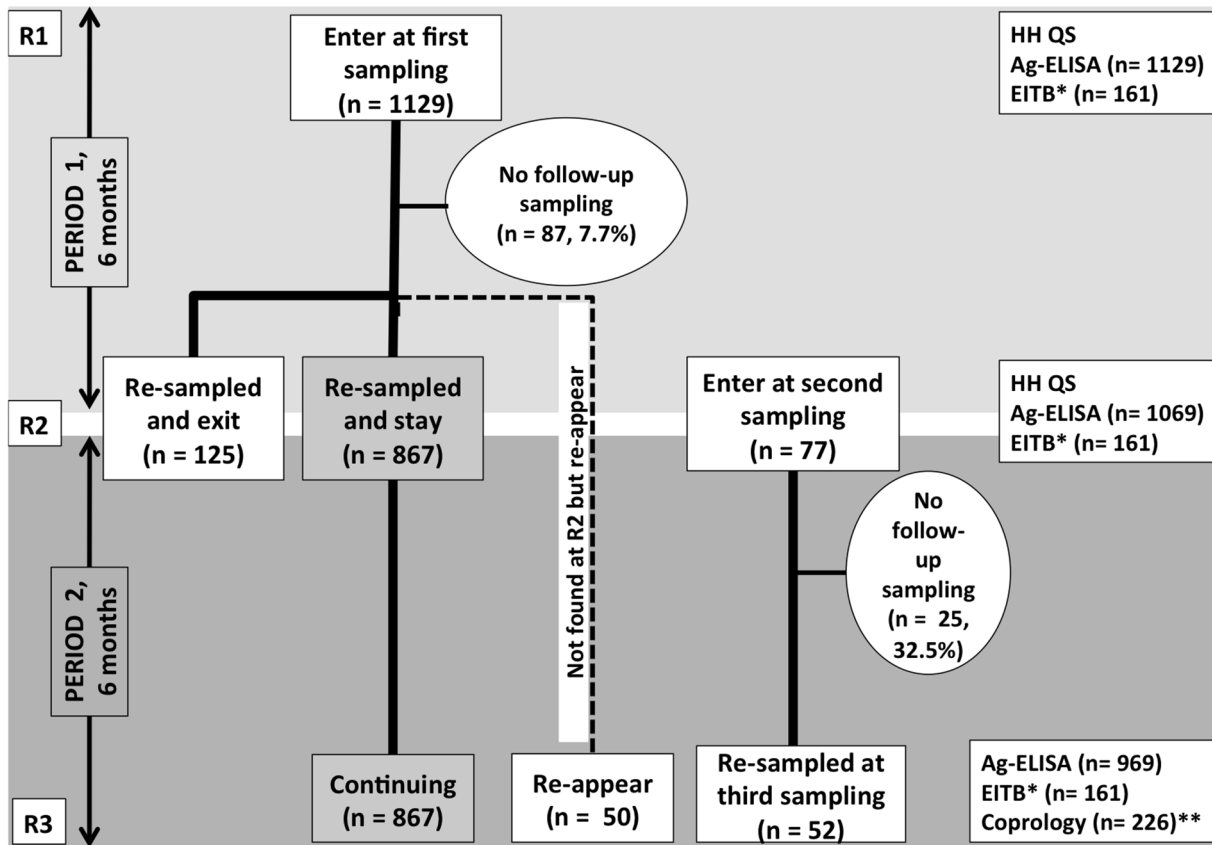 R1
Enter at first
sampling
(n = 1129)
HH QS
Ag-ELISA (n= 1129)
EITB* (n= 161)
PERIOD 1,
6 months
No follow-up
sampling
(n = 87, 7.7%)
Re-sampled
and exit
(n = 125)
Re-sampled
and stay
(n = 867)
Not found at R2 but re-appear
Enter at second
sampling
(n = 77)
HH QS
Ag-ELISA (n= 1069)
EITB* (n= 161)
R2
PERIOD 2,
6 months
No
follow-
up
sampling
(n = 25,
32.5%)
Continuing
(n = 867)
Re-appear
(n = 50)
Re-sampled at
third sampling
(n = 52)
Ag-ELISA (n= 969)
EITB* (n= 161)
Coprology (n= 226)**
R3